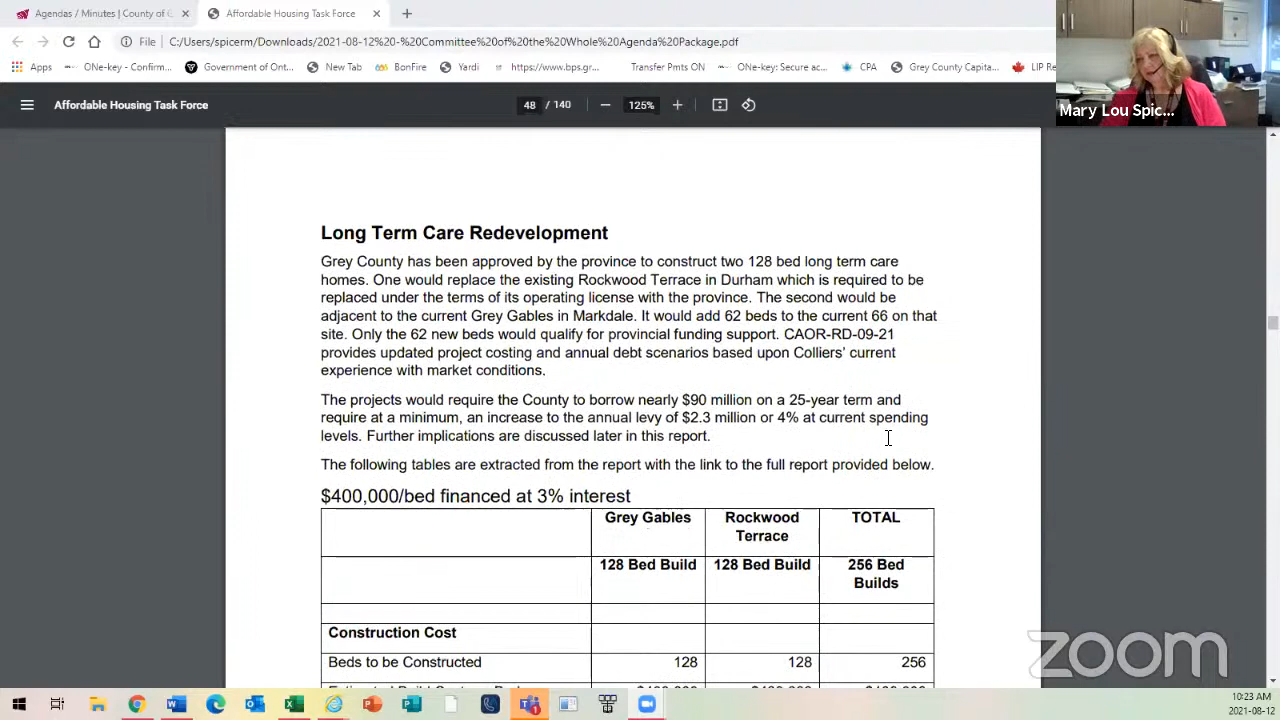 Agendas / Minutes | County of G
Affordable Housing Task Force
File
C:/Users/spicerm/Downloads/2021-08-12%20-%20Committee%20of%20the%20Whole%20Agenda%20Package.pdf
Apps
ONe-key - Confirm...
Government of Ont...
New Tab
BonFire
Yardi
https://www.bps.gr...
Transfer Pmts ON
ONe-key: Secure ac...
CPA
Grey County Capita...
LIP R
Mary Lou Spic...
Affordable Housing Task Force
48 / 140
125%
Long Term Care Redevelopment
Grey County has been approved by the province to construct two 128 bed long term care
homes. One would replace the existing Rockwood Terrace in Durham which is required to be
replaced under the terms of its operating license with the province. The second would be
adjacent to the current Grey Gables in Markdale. It would add 62 beds to the current 66 on that
site. Only the 62 new beds would qualify for provincial funding support. CAOR-RD-09-21
provides updated project costing and annual debt scenarios based upon Colliers' current
experience with market conditions.
The projects would require the County to borrow nearly $90 million on a 25-year term and
require at a minimum, an increase to the annual levy of $2.3 million or 4% at current spending
levels. Further implications are discussed later in this report.
The following tables are extracted from the report with the link to the full report provided below.
$400,000/bed financed at 3% interest
Grey Gables
Rockwood
Terrace
TOTAL
128 Bed Build
128 Bed Build
256 Bed
Builds
Construction Cost
Beds to be Constructed
128
128
256
zoom
10:23 AM
2021-08-12